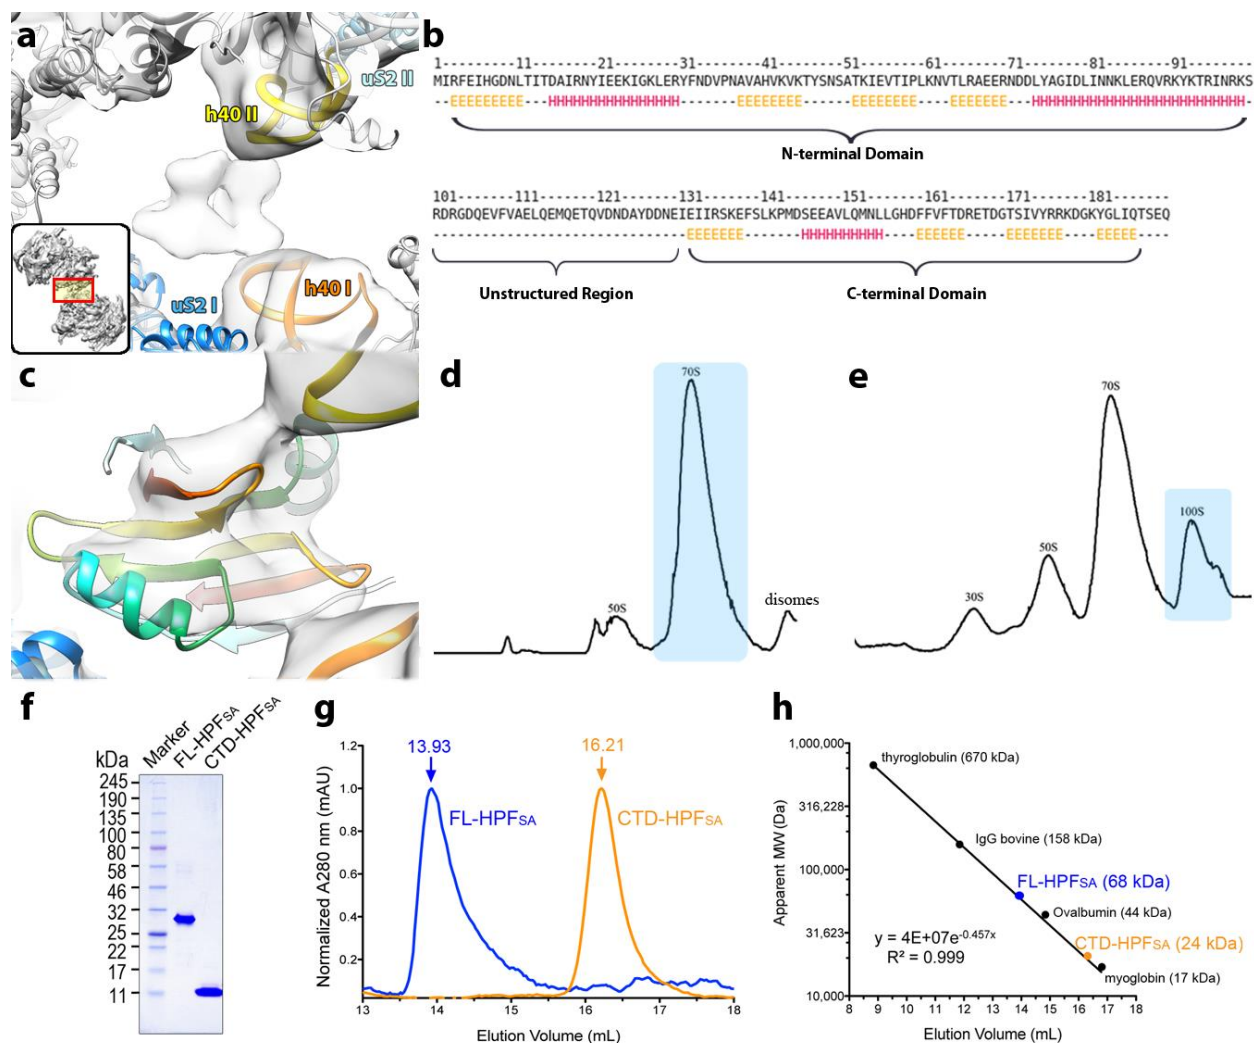 a
uS2 II
h40 II
h40 I
uS2 I
b
1---------11--------21--------31--------41--------51--------61--------71--------81--------91--------
MIRFEIHGDNLTITDAIRNYIEEKIGKLERYFNDVPNAVAHVKVKTYSNSATKIEVTIPLKNVTLRAEERNDDLYAGIDLINNKLERQVRKYKTRINRKS
--EEEEEEEEE---HHHHHHHHHHHHHHHH-------EEEEEEEE------EEEEEEEE----EEEEEEE---HHHHHHHHHHHHHHHHHHHHHHHHHH-
N-terminal Domain
101-------111-------121-------131-------141-------151-------161-------171-------181-------
RDRGDQEVFVAELQEMQETQVDNDAYDDNEIEIIRSKEFSLKPMDSEEAVLQMNLLGHDFFVFTDRETDGTSIVYRRKDGKYGLIQTSEQ
-------------------------------EEEEEEE-------HHHHHHHHHH----EEEEEE-----EEEEEEE----EEEEE----
Unstructured Region
C-terminal Domain
c
d
50S
70S
disomes
e
30S
50S
70S
100S
f
kDa
Marker
FL-HPFSA
CTD-HPFSA
245
190
135
100
80
58
46
32
25
22
17
11
g
Normalized A280 nm (mAU)
1.2
1.0
0.8
0.6
0.4
0.2
13.93
16.21
FL-HPFSA
CTD-HPFSA
13 14 15 16 17 18
Elution Volume (mL)
h
Apparent MW (Da)
1,000,000
316,228
100,000
31,623
10,000
thyroglobulin (670 kDa)
IgG bovine (158 kDa)
FL-HPFSA (68 kDa)
Ovalbumin (44 kDa)
CTD-HPFSA (24 kDa)
myoglobin (17 kDa)
y = 4E+07e-0.457x
R² = 0.999
8 9 10 11 12 13 14 15 16 17 18
Elution Volume (mL)